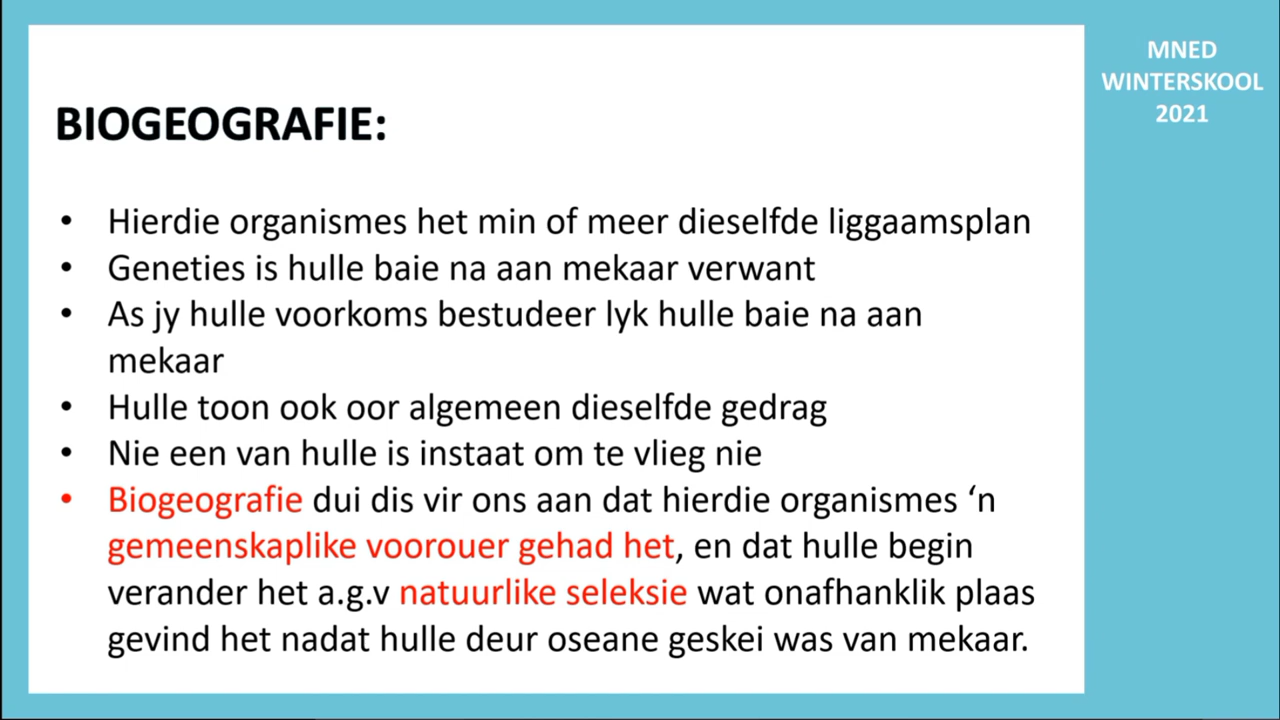 BIOGEOGRAFIE:
• Hierdie organismes het min of meer dieselfde liggaamsplan
• Geneties is hulle baie na aan mekaar verwant
• As jy hulle voorkoms bestudeer lyk hulle baie na aan
mekaar
• Hulle toon ook oor algemeen dieselfde gedrag
• Nie een van hulle is instaat om te vlieg nie
• Biogeografie dui dis vir ons aan dat hierdie organismes ‘n
gemeenskaplike voorouer gehad het, en dat hulle begin
verander het a.g.v natuurlike seleksie wat onafhanklik plaas
gevind het nadat hulle deur oseane geskei was van mekaar.
MNED
WINTERSKOOL
2021